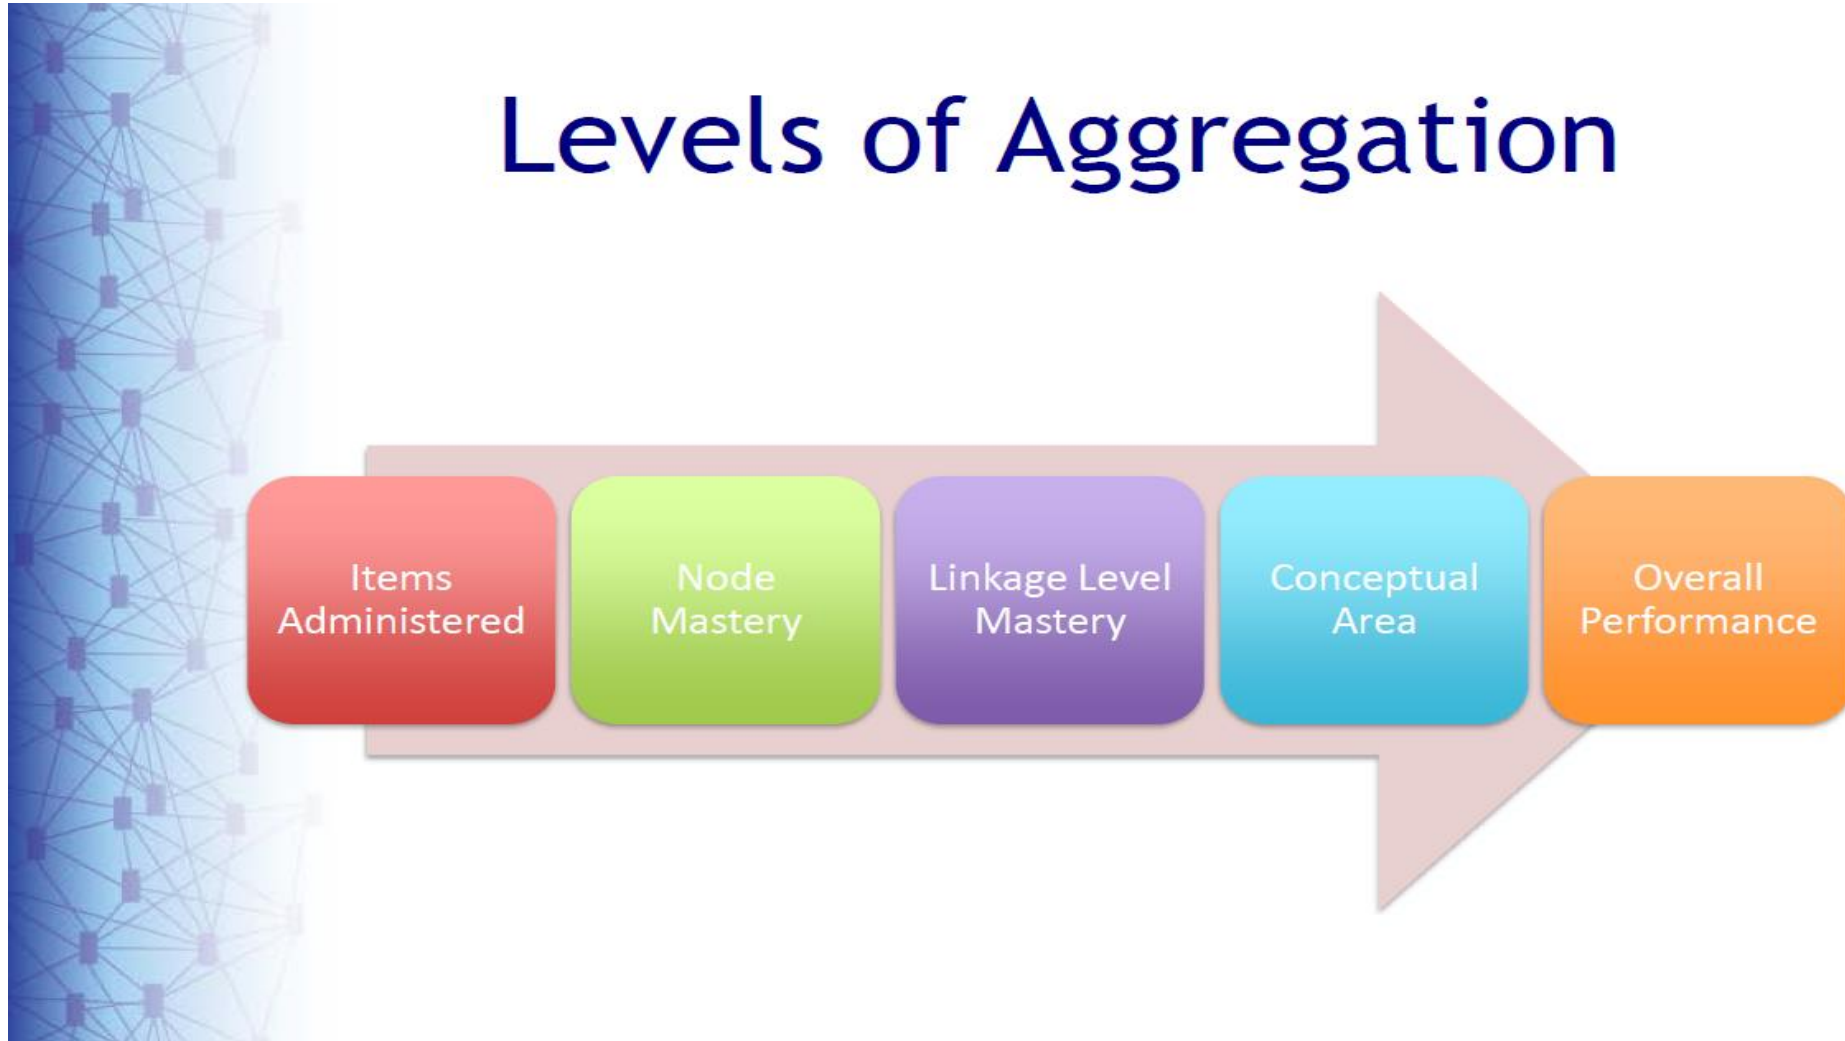 Levels of Aggregation
Items
Administered
Node
Mastery
Linkage Level
Mastery
Conceptual
Area
Overall
Performance